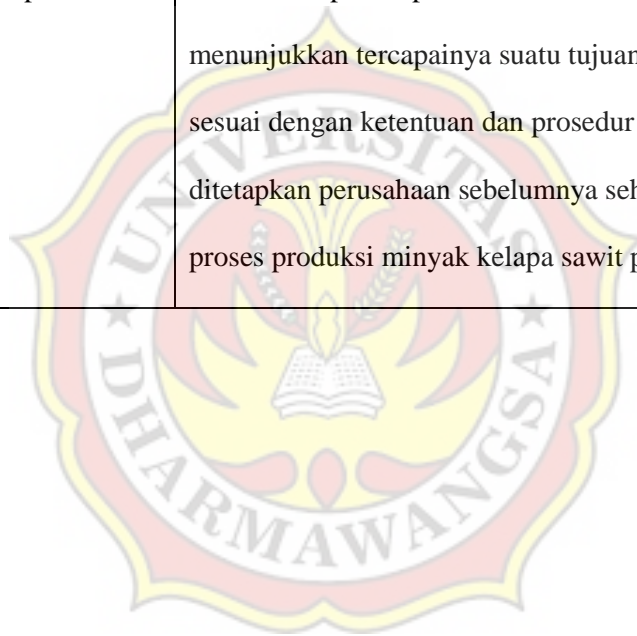 menunjukkan tercapainya suatu tujuan
sesuai dengan ketentuan dan prosedur
ditetapkan perusahaan sebelumnya
proses produksi minyak kelapa sawit
UNIVERSITAS
DHARMAWANGSA